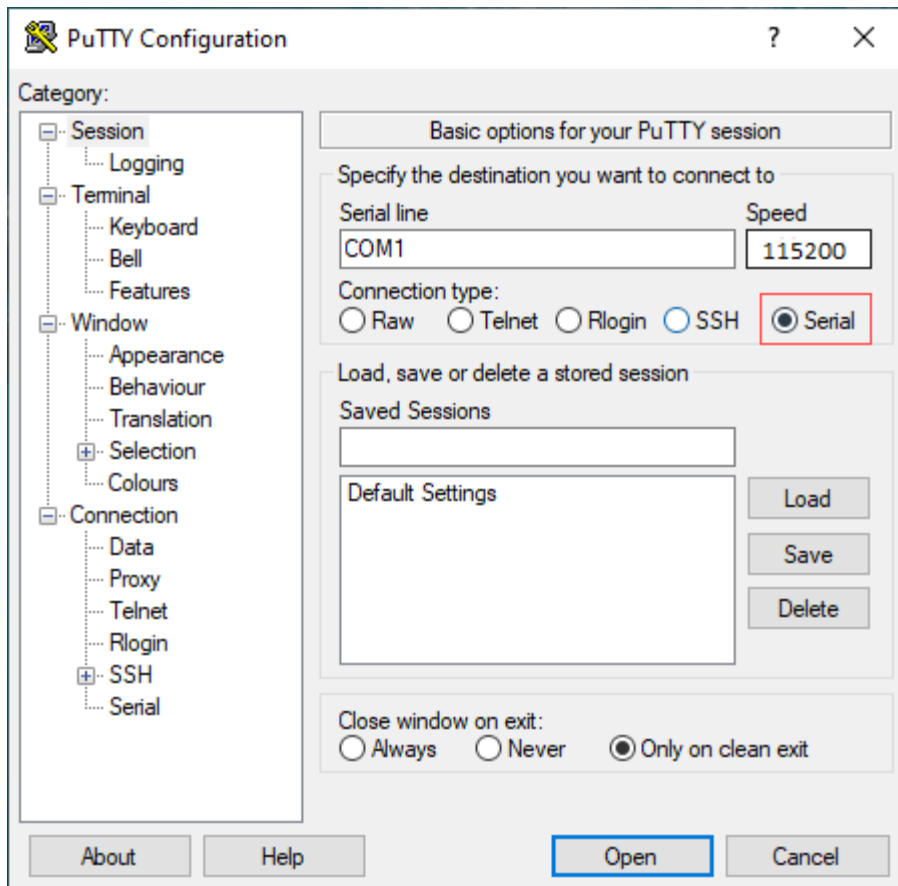 PuTTY Configuration
?
Category:
Session
Logging
Terminal
Keyboard
Bell
Features
Window
Appearance
Behaviour
Translation
Selection
Colours
Connection
Data
Proxy
Telnet
Rlogin
SSH
Serial
Basic options for your PuTTY session
Specify the destination you want to connect to
Serial line Speed
COM1 115200
Connection type:
Raw Telnet Rlogin SSH Serial
Load, save or delete a stored session
Saved Sessions
Default Settings
Load
Save
Delete
Close window on exit:
Always Never Only on clean exit
About Help Open Cancel